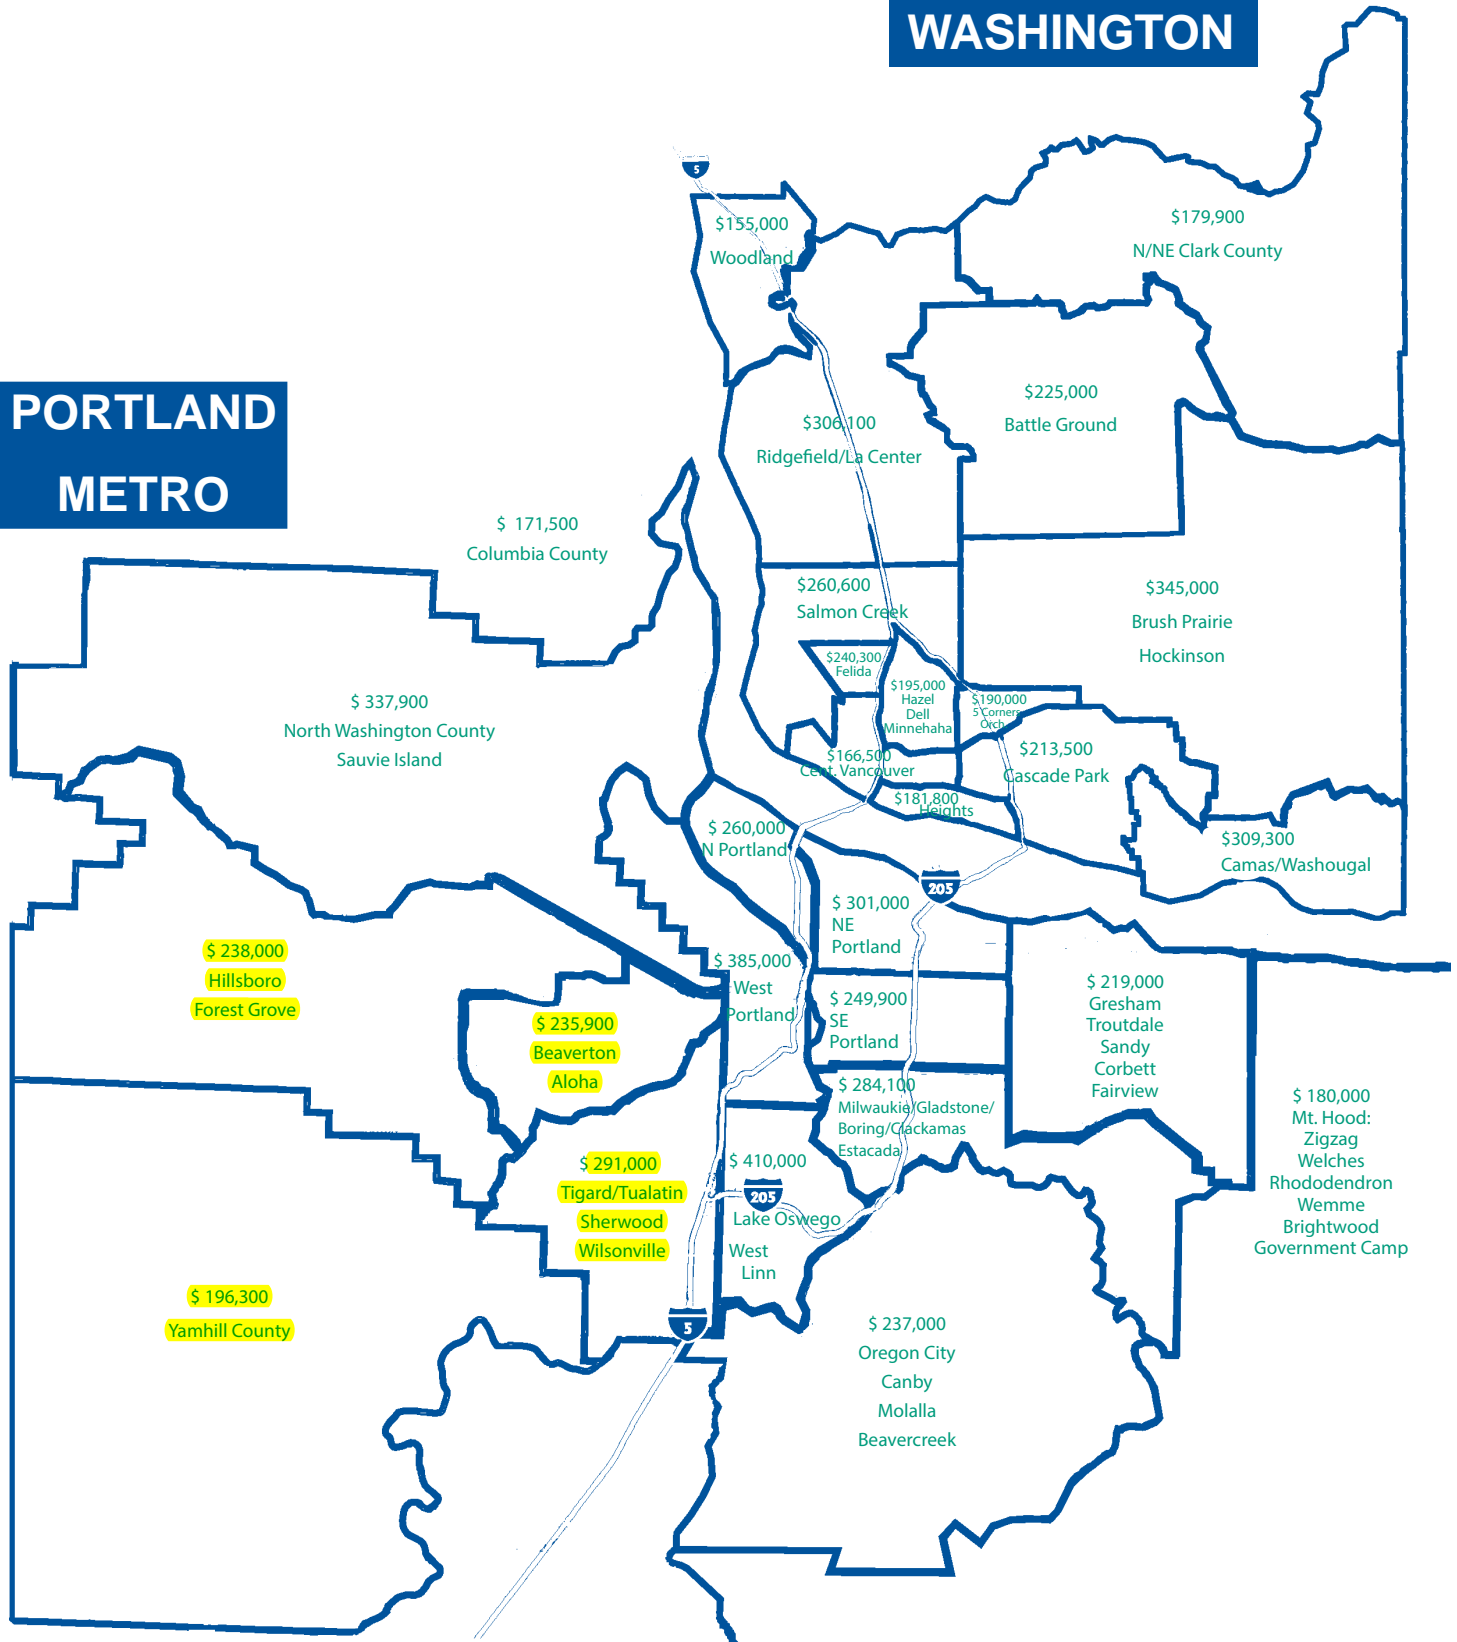 WASHINGTON
5
$155,000
Woodland
$179,900
N/NE Clark County
PORTLAND
METRO
$225,000
Battle Ground
$306,100
Ridgefield/La Center
$ 171,500
Columbia County
$260,600
Salmon Creek
$345,000
Brush Prairie
Hockinson
$240,300
Felida
$195,000
Hazel
Dell
Minnehaha
$190,000
5 Corners
Orch.
$ 337,900
North Washington County
Sauvie Island
$166,500
Cent. Vancouver
$213,500
Cascade Park
$181,800
Heights
$ 260,000
N Portland
$309,300
Camas/Washougal
205
$ 301,000
NE
Portland
$ 238,000
Hillsboro
Forest Grove
$ 385,000
West
Portland
$ 249,900
SE
Portland
$ 219,000
Gresham
Troutdale
Sandy
Corbett
Fairview
$ 235,900
Beaverton
Aloha
$ 284,100
Milwaukie/Gladstone/
Boring/Clackamas
Estacada
$ 180,000
Mt. Hood:
Zigzag
Welches
Rhododendron
Wemme
Brightwood
Government Camp
$ 291,000
Tigard/Tualatin
Sherwood
Wilsonville
$ 410,000
205
Lake Oswego
West
Linn
$ 196,300
Yamhill County
5
$ 237,000
Oregon City
Canby
Molalla
Beavercreek